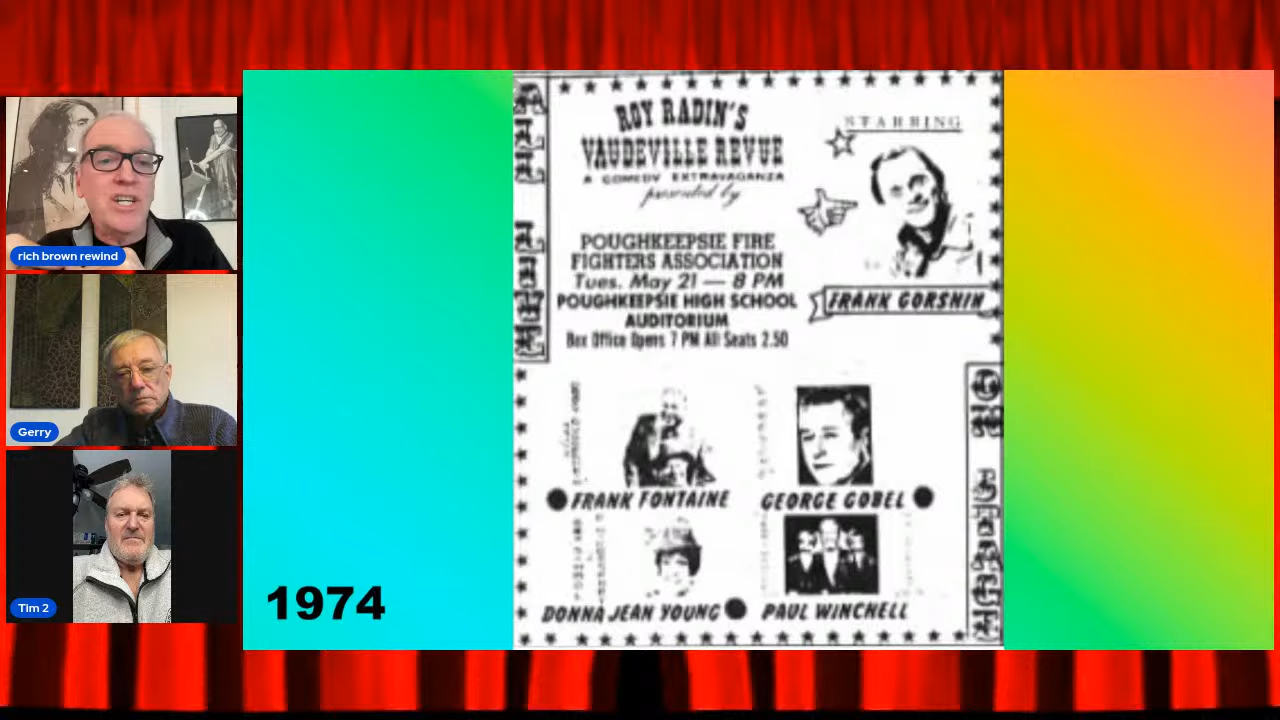 rich brown rewind
Gerry
Tim 2
1974
ROY RADIN'S
VAUDEVILLE REVUE
A COMEDY EXTRAVAGANZA
presented by
POUGHKEEPSIE FIRE
FIGHTERS ASSOCIATION
Tues. May 21 — 8 PM
POUGHKEEPSIE HIGH SCHOOL
AUDITORIUM
Box Office Opens 7 PM All Seats 2.50
STARRING
FRANK GORSHIN
FRANK FONTAINE
GEORGE GOBEL
DONNA JEAN YOUNG
PAUL WINCHELL